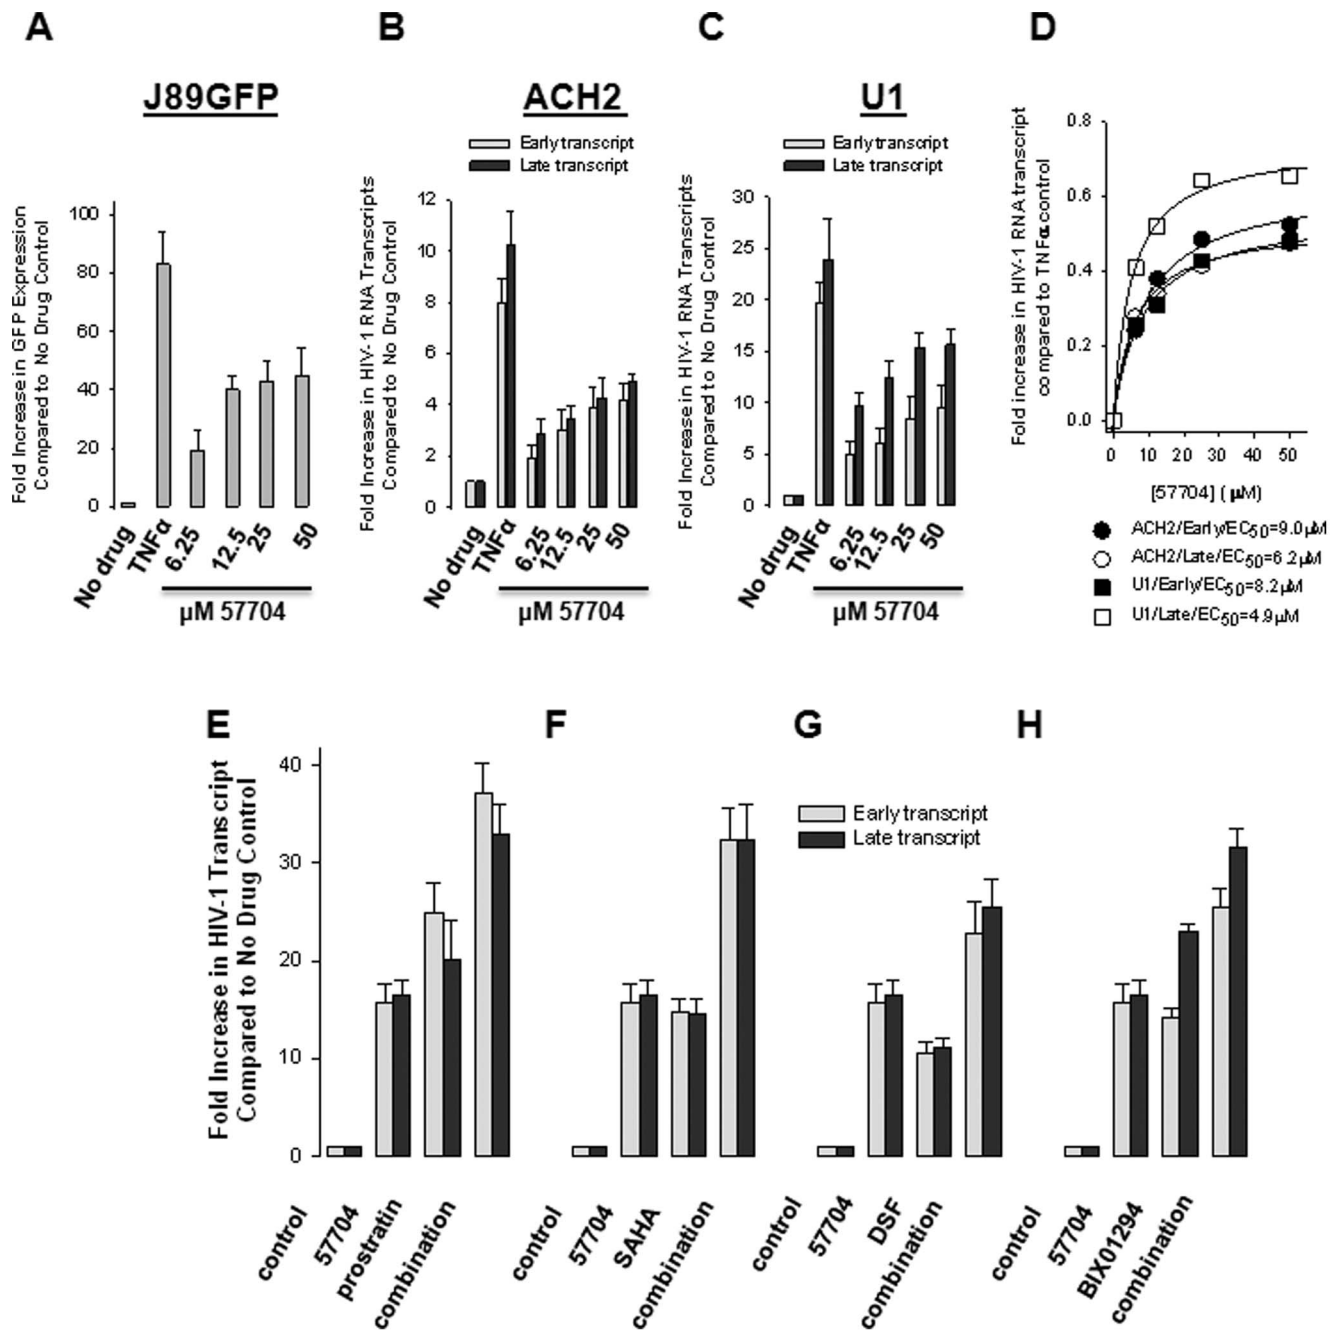 A
B
C
D
J89GFP
ACH2
U1
Early transcript
Late transcript
Early transcript
Late transcript
Fold Increase in GFP Expression
Compared to No Drug Control
100
80
60
40
20
0
No drug
TNFα
6.25
12.5
25
50
µM 57704
Fold Increase in HIV-1 RNA Transcripts
Compared to No Drug Control
12
10
8
6
4
2
0
No drug
TNFα
6.25
12.5
25
50
µM 57704
Fold Increase in HIV-1 RNA Transcripts
Compared to No Drug Control
30
25
20
15
10
5
0
No drug
TNFα
6.25
12.5
25
50
µM 57704
Fold increase in HIV-1 RNA transcript
compared to TNFα control
0.8
0.6
0.4
0.2
0.0
0 10 20 30 40 50
[57704] (µM)
ACH2/Early/EC50=9.0µM
ACH2/Late/EC50=6.2µM
U1/Early/EC50=8.2µM
U1/Late/EC50=4.9µM
E
F
G
H
Fold Increase in HIV-1 Transcript
Compared to No Drug Control
40
30
20
10
0
Early transcript
Late transcript
control
57704
prostratin
combination
control
57704
SAHA
combination
control
57704
DSF
combination
control
57704
BIX01294
combination